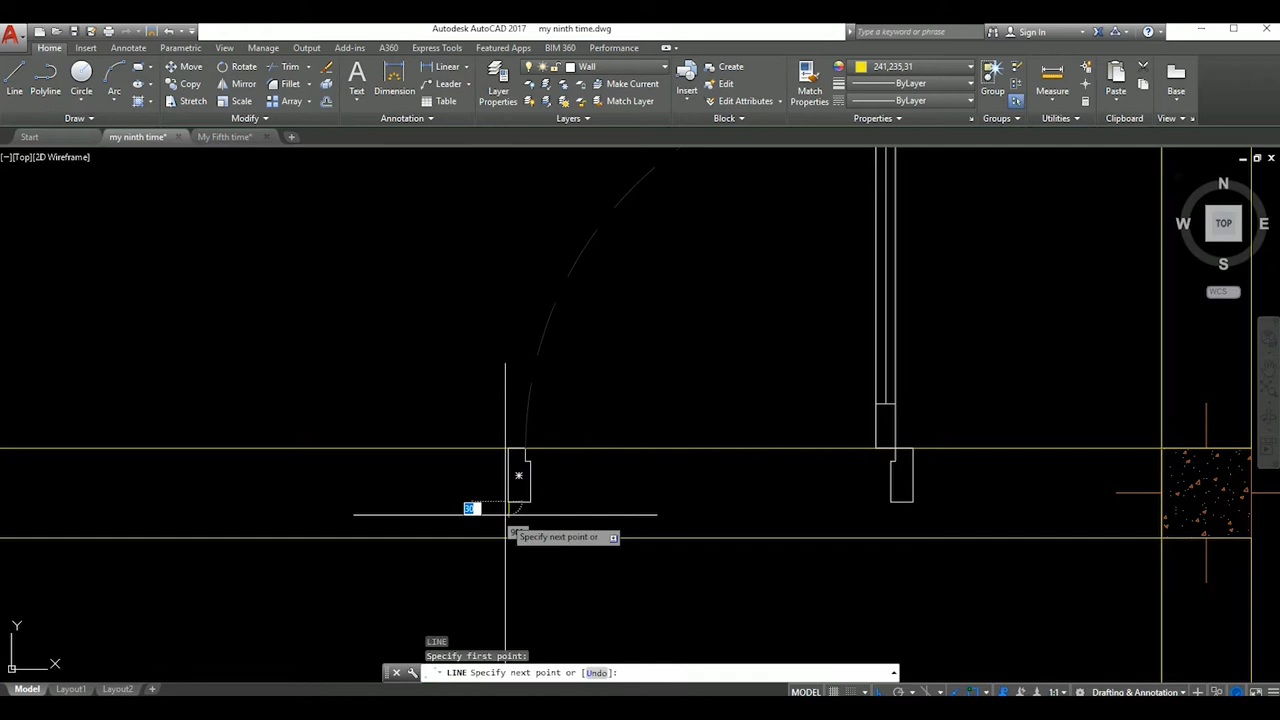 Autodesk AutoCAD 2017 my ninth time.dwg
Type a keyword or phrase
Sign In
Home Insert Annotate Parametric View Manage Output Add-ins A360 Express Tools Featured Apps BIM 360 Performance
Line
Polyline
Circle
Arc
Move
Rotate
Trim
Copy
Mirror
Fillet
Stretch
Scale
Array
Text
Dimension
Linear
Leader
Table
Layer
Properties
Wall
Make Current
Match Layer
Insert
Create
Edit
Edit Attributes
Match
Properties
241,235,31
ByLayer
ByLayer
Group
Measure
Paste
Base
Draw
Modify
Annotation
Layers
Block
Properties
Groups
Utilities
Clipboard
View
Start
my ninth time*
My Fifth time*
[−][Top][2D Wireframe]
N
W
TOP
E
S
WCS
30
Specify next point or
Y
X
LINE
Specify first point:
LINE Specify next point or [Undo]:
Model
Layout1
Layout2
MODEL
1:1
Drafting & Annotation